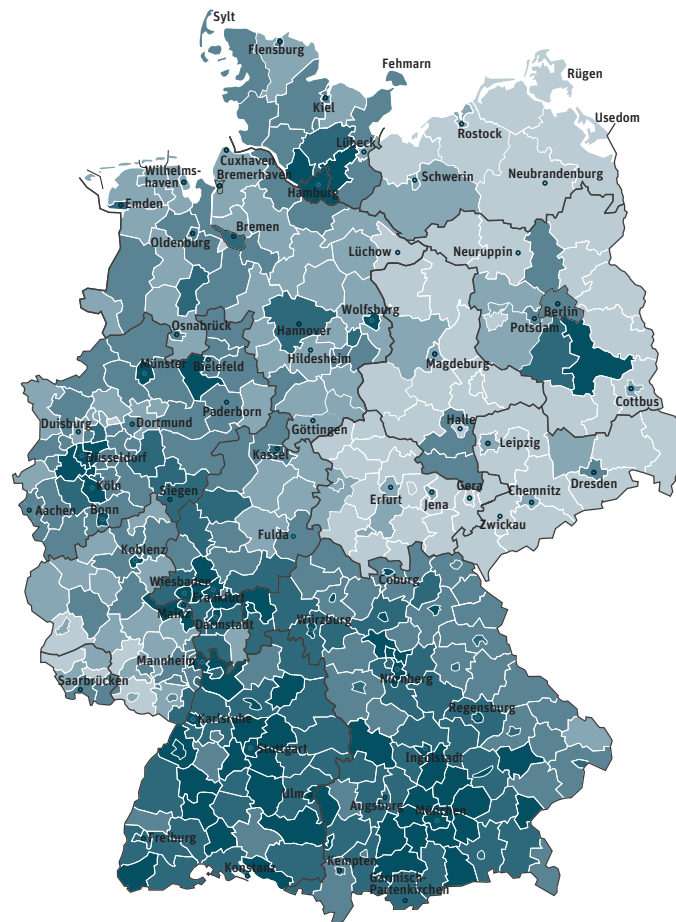 Sylt
Flensburg
Fehmarn
Rügen
Kiel
Usedom
Rostock
Lübeck
Cuxhaven
Wilhelms-
haven
Bremerhaven
Schwerin
Neubrandenburg
Hamburg
Emden
Bremen
Oldenburg
Lüchow
Neuruppin
Wolfsburg
Berlin
Osnabrück
Hannover
Potsdam
Hildesheim
Münster
Bielefeld
Magdeburg
Cottbus
Paderborn
Duisburg
Dortmund
Göttingen
Halle
Leipzig
Düsseldorf
Kassel
Köln
Siegen
Erfurt
Gera
Jena
Chemnitz
Dresden
Aachen
Bonn
Zwickau
Fulda
Koblenz
Wiesbaden
Coburg
Frankfurt
Mainz
Würzburg
Darmstadt
Mannheim
Saarbrücken
Nürnberg
Karlsruhe
Regensburg
Stuttgart
Ingolstadt
Ulm
Augsburg
München
Freiburg
Konstanz
Kempten
Garmisch-
Partenkirchen